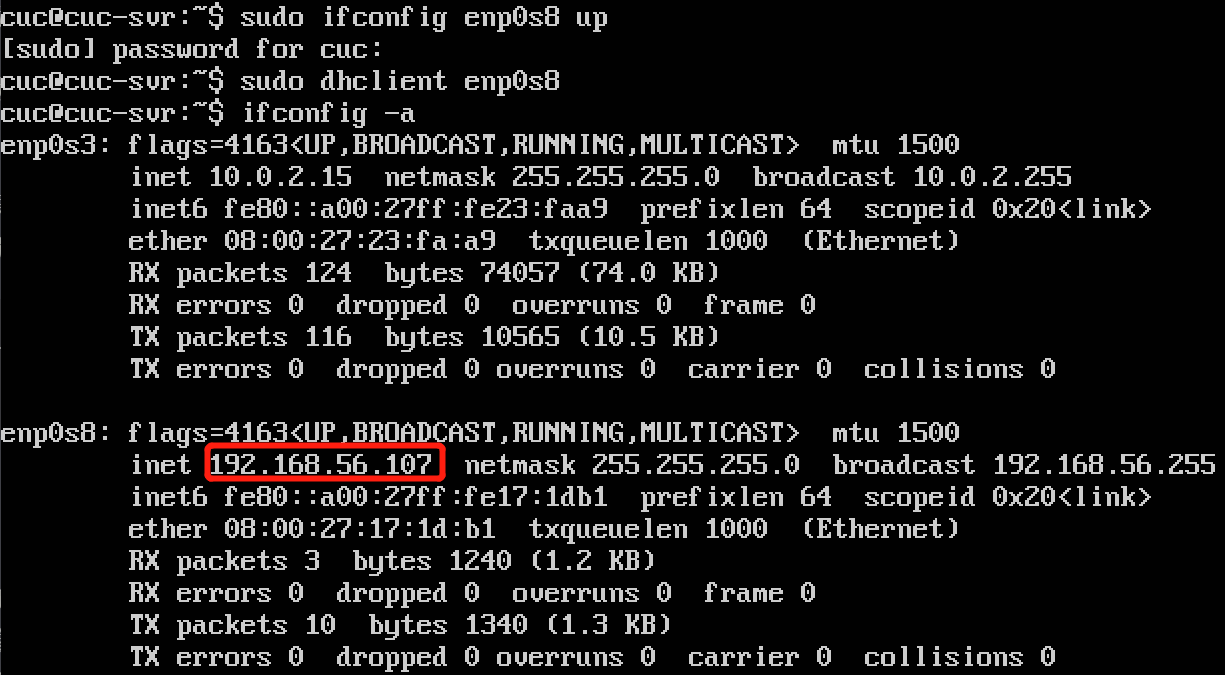 cuc@cuc-svr:~$ sudo ifconfig enp0s8 up
[sudo] password for cuc:
cuc@cuc-svr:~$ sudo dhclient enp0s8
cuc@cuc-svr:~$ ifconfig -a
enp0s3: flags=4163<UP,BROADCAST,RUNNING,MULTICAST>  mtu 1500
        inet 10.0.2.15  netmask 255.255.255.0  broadcast 10.0.2.255
        inet6 fe80::a00:27ff:fe23:faa9  prefixlen 64  scopeid 0x20<link>
        ether 08:00:27:23:fa:a9  txqueuelen 1000  (Ethernet)
        RX packets 124  bytes 74057 (74.0 KB)
        RX errors 0  dropped 0  overruns 0  frame 0
        TX packets 116  bytes 10565 (10.5 KB)
        TX errors 0  dropped 0 overruns 0  carrier 0  collisions 0

enp0s8: flags=4163<UP,BROADCAST,RUNNING,MULTICAST>  mtu 1500
        inet 192.168.56.107  netmask 255.255.255.0  broadcast 192.168.56.255
        inet6 fe80::a00:27ff:fe17:1db1  prefixlen 64  scopeid 0x20<link>
        ether 08:00:27:17:1d:b1  txqueuelen 1000  (Ethernet)
        RX packets 3  bytes 1240 (1.2 KB)
        RX errors 0  dropped 0  overruns 0  frame 0
        TX packets 10  bytes 1340 (1.3 KB)
        TX errors 0  dropped 0 overruns 0  carrier 0  collisions 0